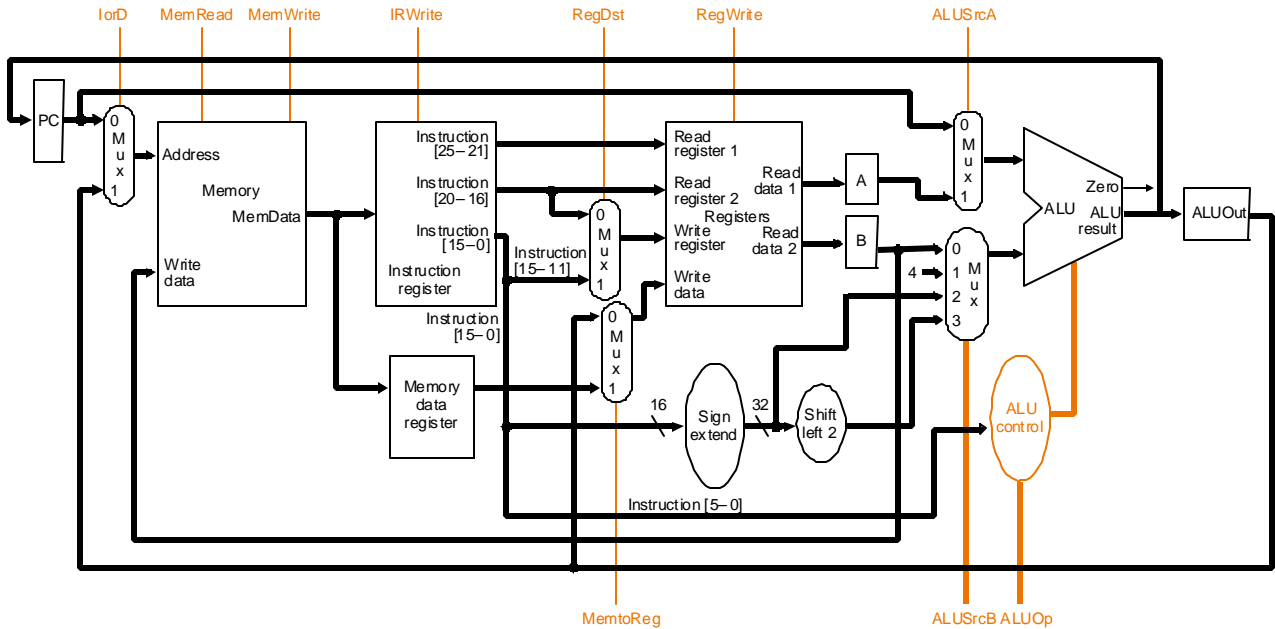 IorD MemRead MemWrite IRWrite RegDst RegWrite ALUSrcA
PC
0
M
u
x
1
Address
Memory
MemData
Write
data
Instruction
[25–21]
Instruction
[20–16]
Instruction
[15–0]
Instruction
register
Instruction
[15–11]
Instruction
[15–0]
Memory
data
register
0
M
u
x
1
0
M
u
x
1
Read
register 1
Read
register 2
Registers
Write
register
Write
data
Read
data 1
Read
data 2
A
B
4
0
M
u
x
1
0
1
2
3
M
u
x
ALU
Zero
ALU
result
ALUOut
16
Sign
extend
32
Shift
left 2
ALU
control
Instruction [5–0]
MemtoReg ALUSrcB ALUOp